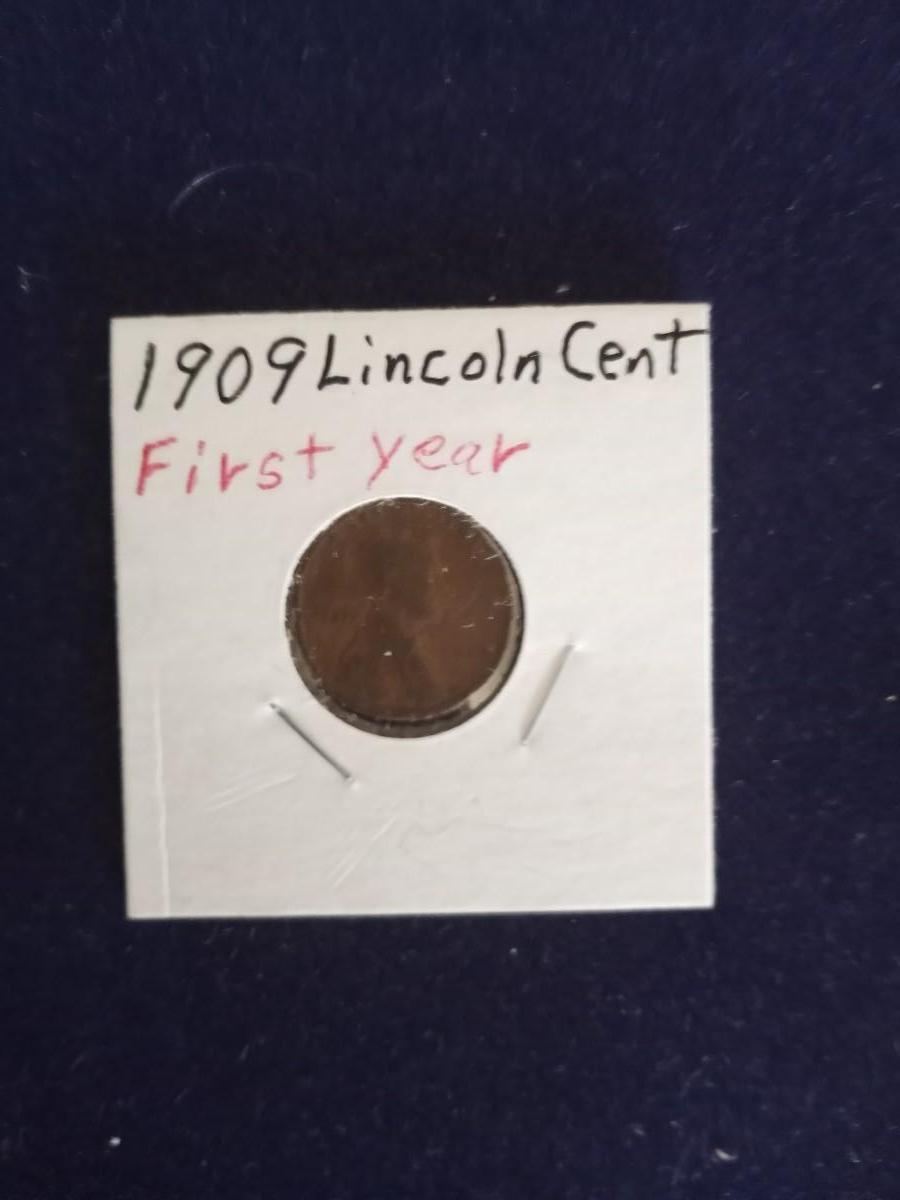 1909 Lincoln Cent
First year